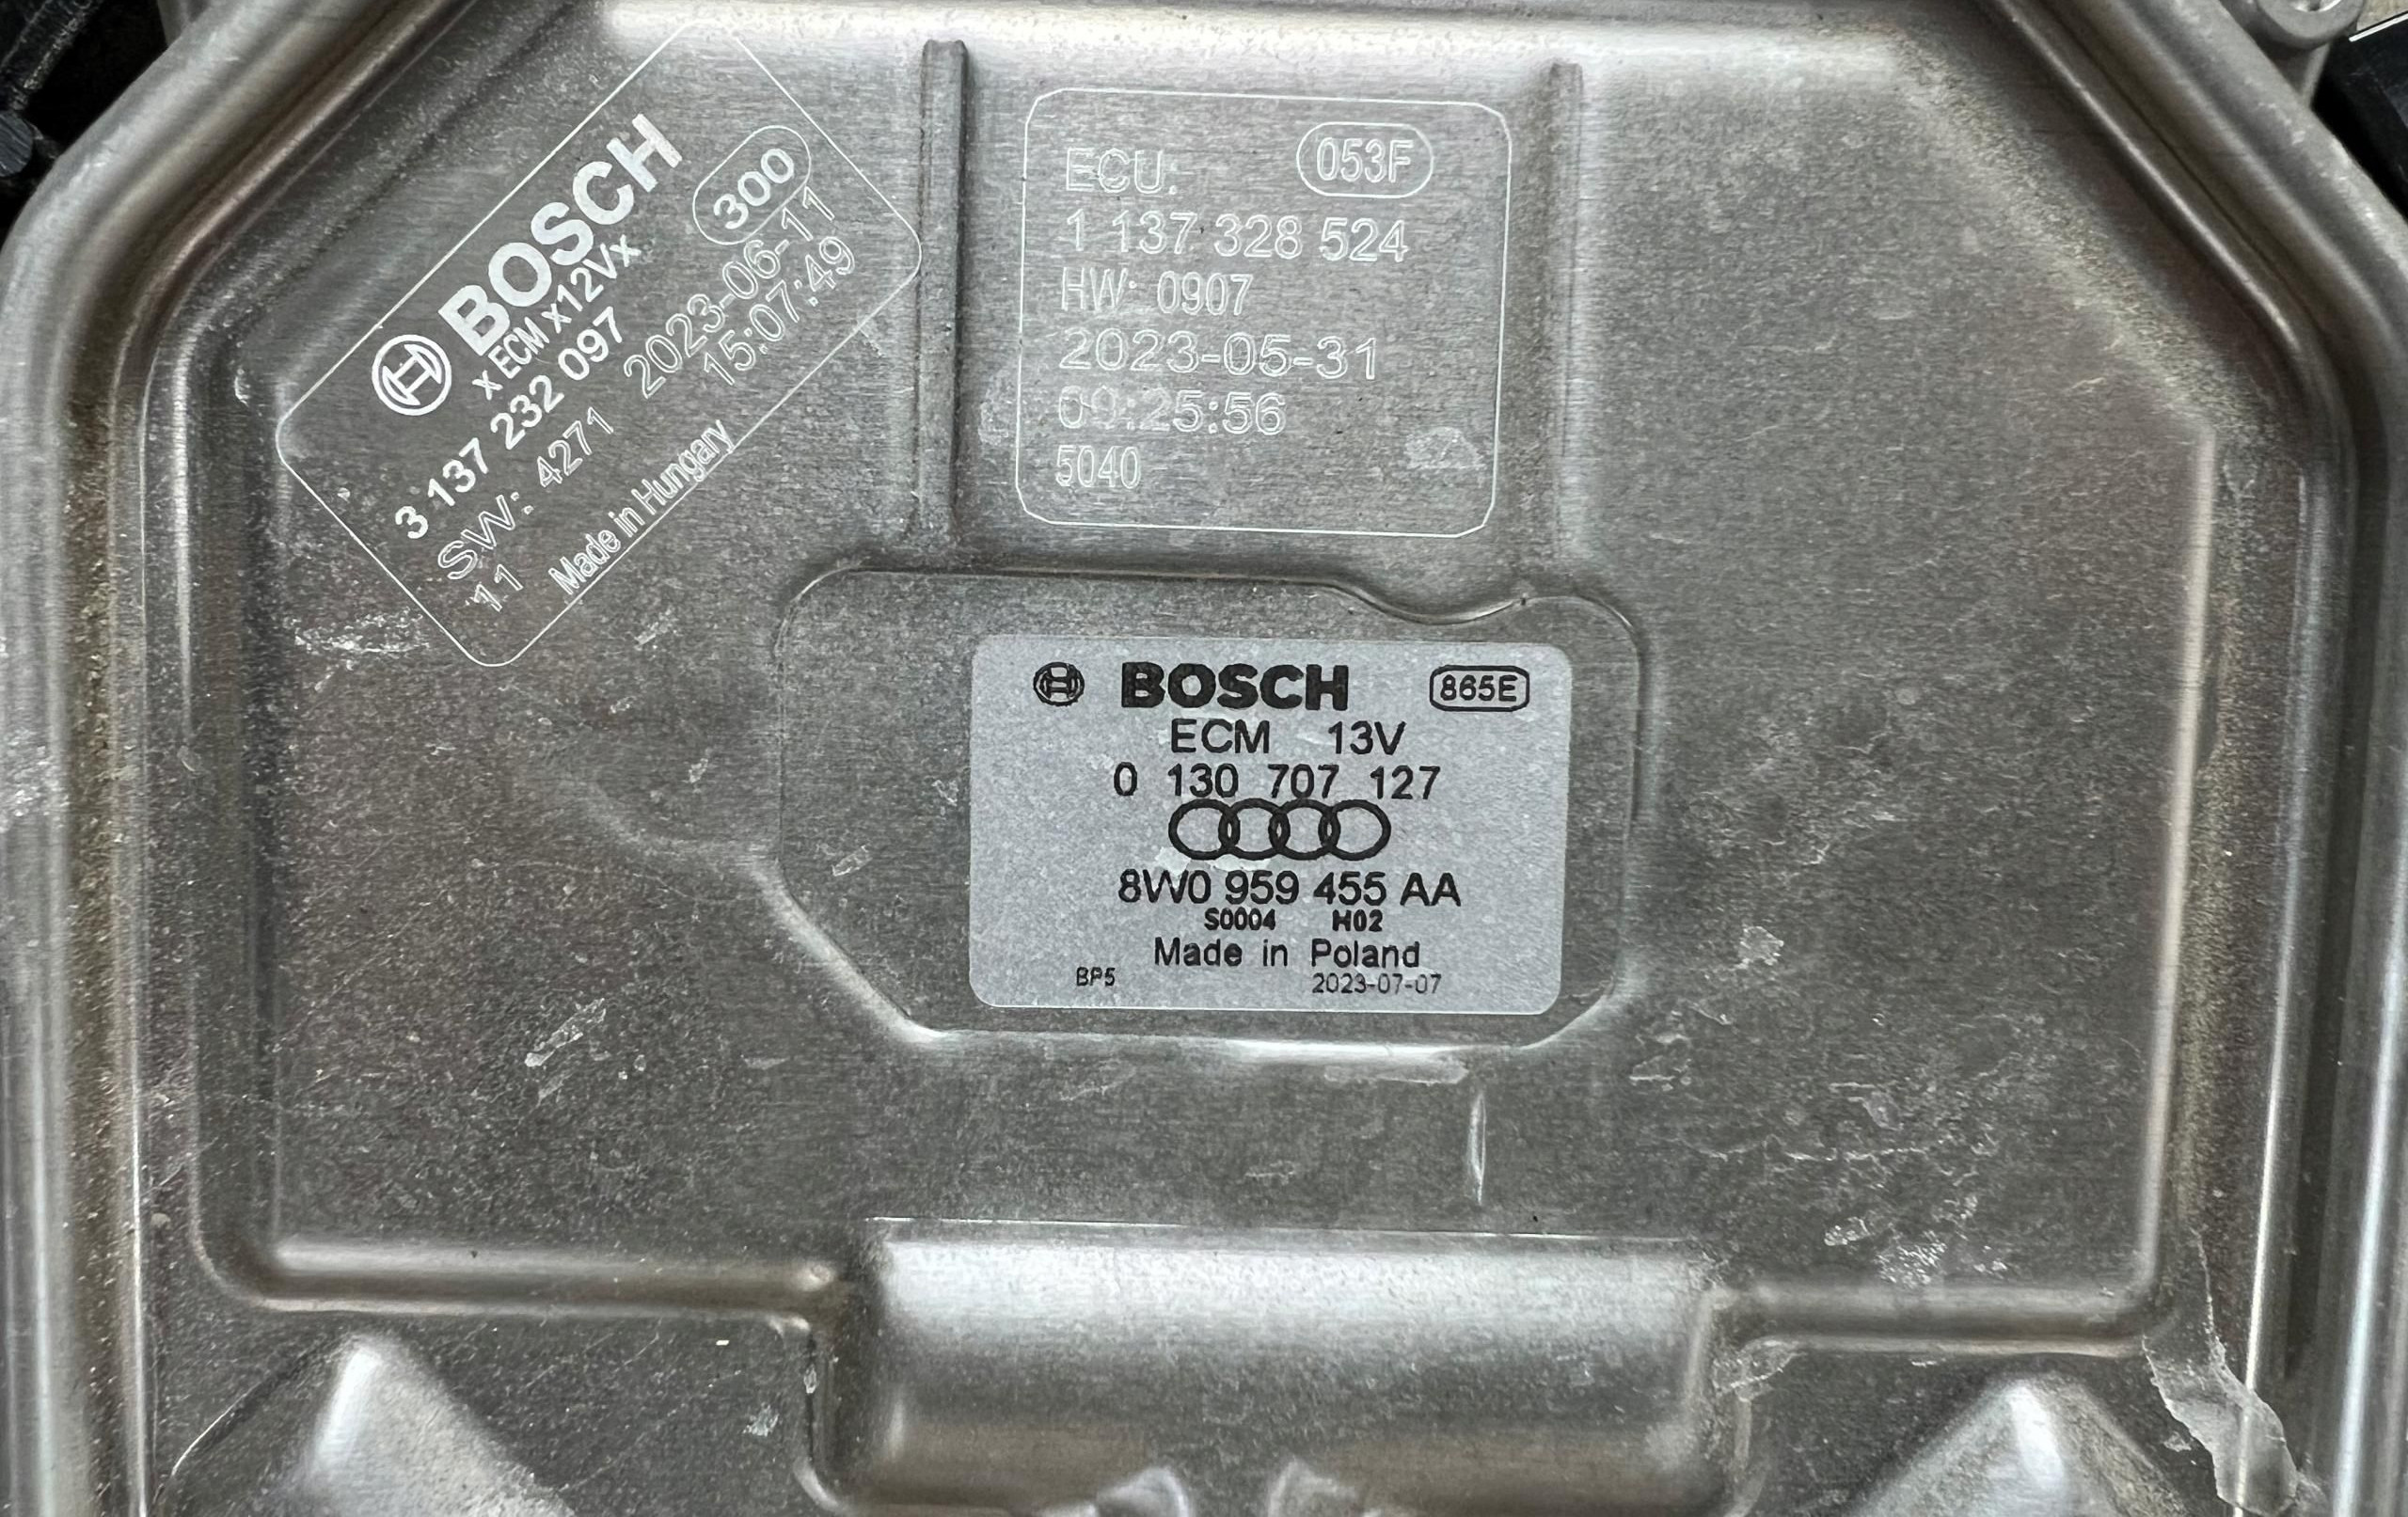 BOSCH
300
x ECM x12Vx
3 137 232 097
SW: 4271 2023-06-11
11 15:07:49
Made in Hungary
ECU: 053F
1 137 328 524
HW: 0907
2023-05-31
09:25:56
5040
BOSCH 865E
ECM 13V
0 130 707 127
8W0 959 455 AA
S0004 H02
Made in Poland
BP5 2023-07-07